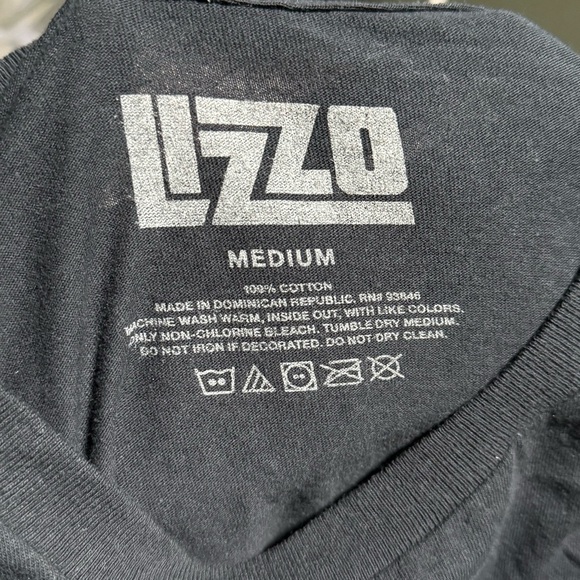 LIZZO
MEDIUM
100% COTTON
MADE IN DOMINICAN REPUBLIC. RN# 93846
MACHINE WASH WARM, INSIDE OUT, WITH LIKE COLORS.
ONLY NON-CHLORINE BLEACH. TUMBLE DRY MEDIUM.
DO NOT IRON IF DECORATED. DO NOT DRY CLEAN.